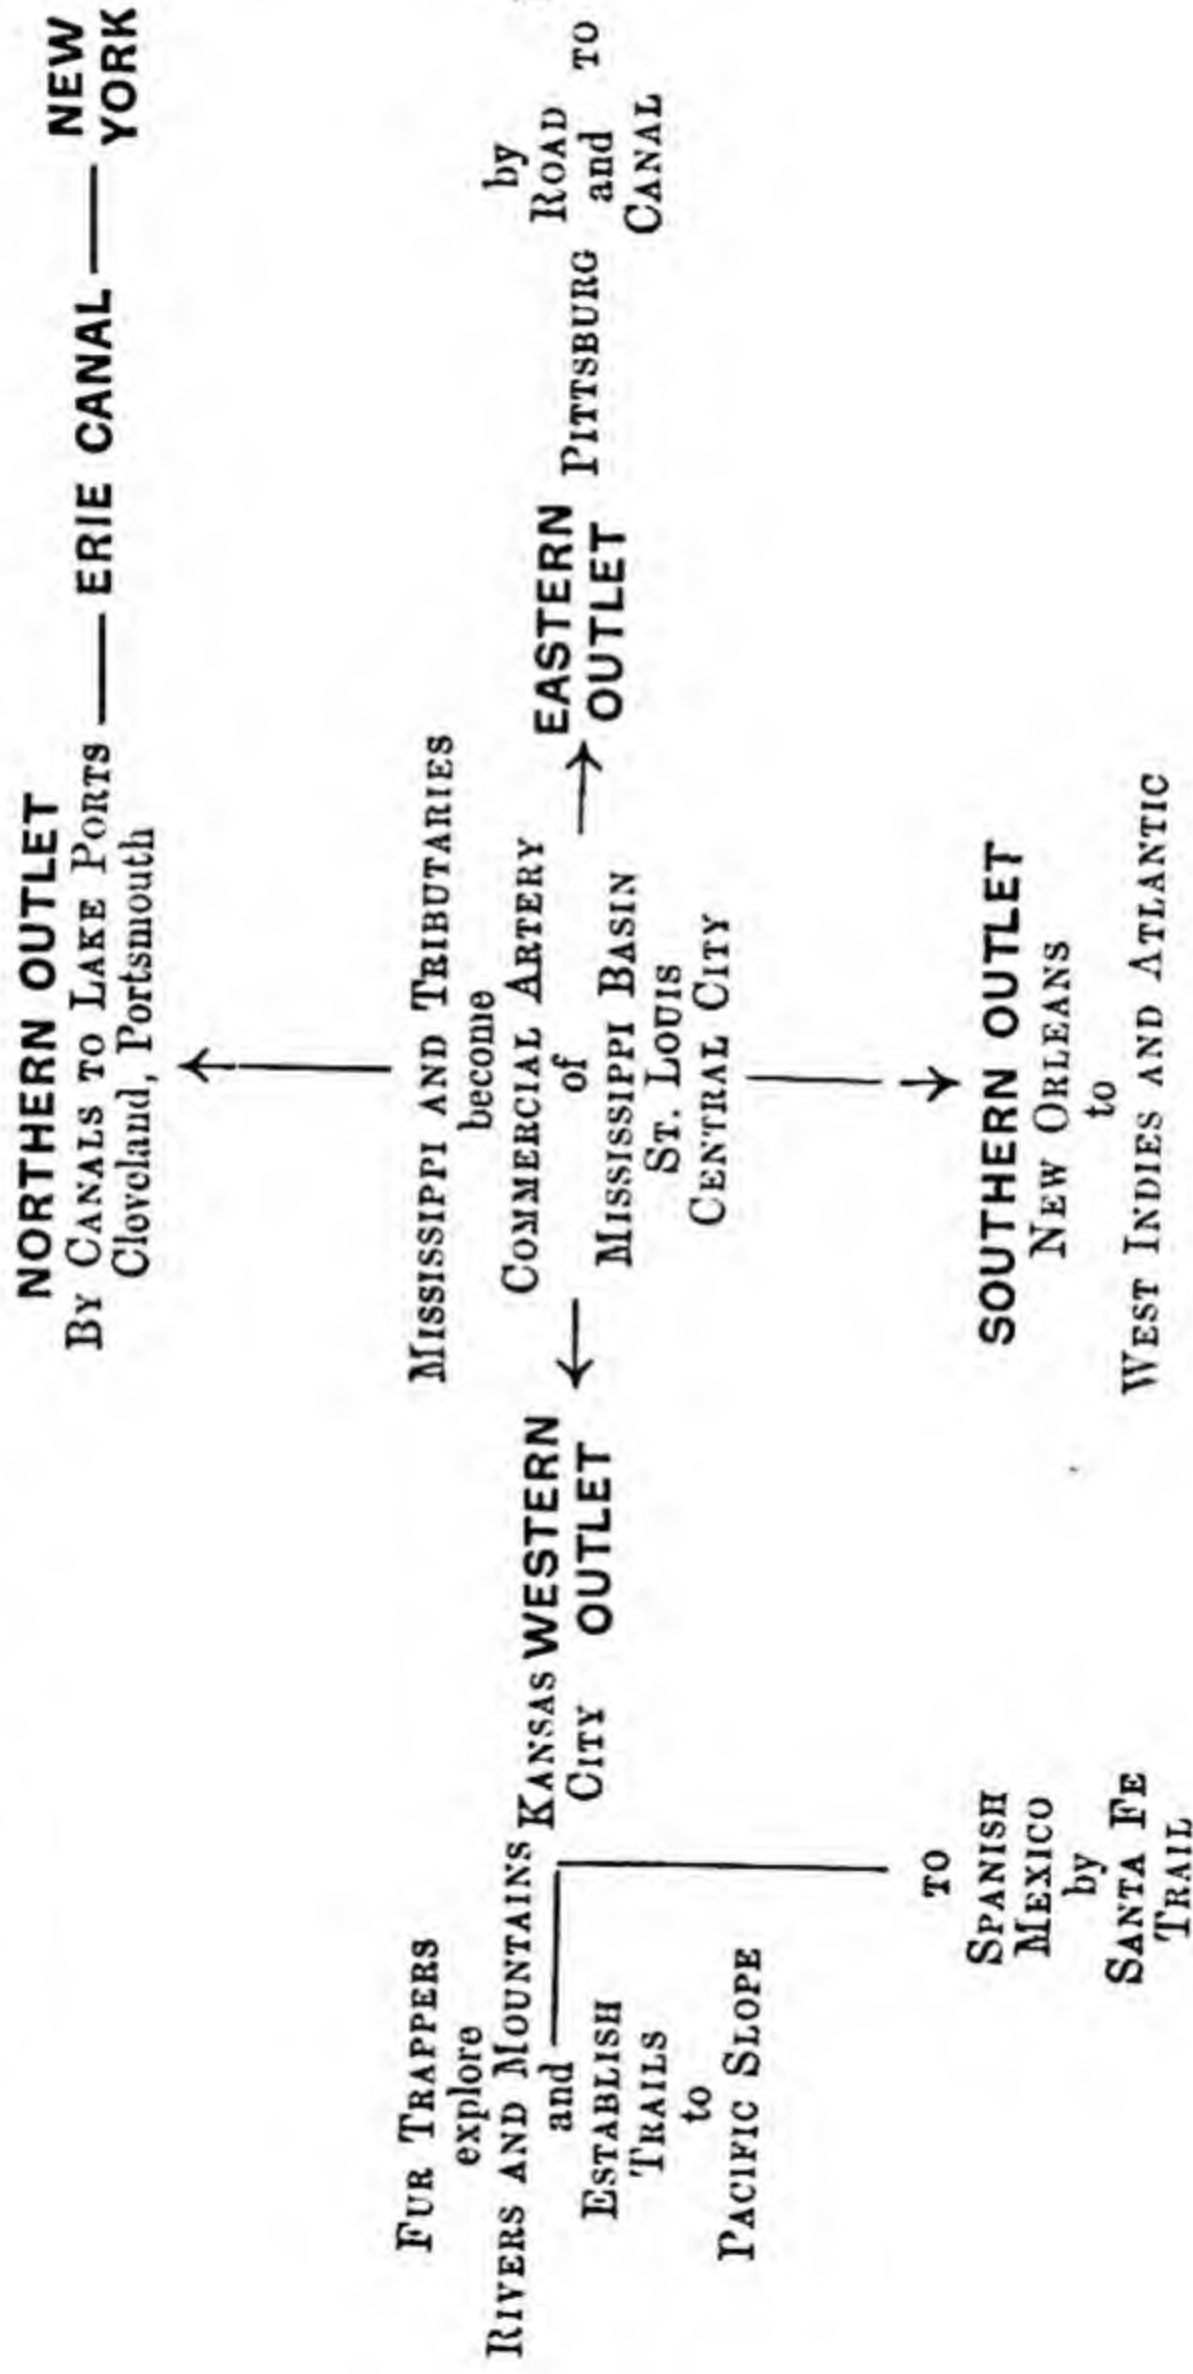 NORTHERN OUTLET
BY CANALS TO LAKE PORTS — ERIE CANAL — NEW YORK
Cleveland, Portsmouth
FUR TRAPPERS
explore
RIVERS AND MOUNTAINS
and
ESTABLISH
TRAILS
to
PACIFIC SLOPE
KANSAS
CITY
WESTERN
OUTLET
TO
SPANISH
MEXICO
by
SANTA FE
TRAIL
MISSISSIPPI AND TRIBUTARIES
become
COMMERCIAL ARTERY
of
MISSISSIPPI BASIN
ST. LOUIS
CENTRAL CITY
EASTERN
OUTLET
PITTSBURG
by
ROAD
and
CANAL
TO
SOUTHERN OUTLET
NEW ORLEANS
to
WEST INDIES AND ATLANTIC